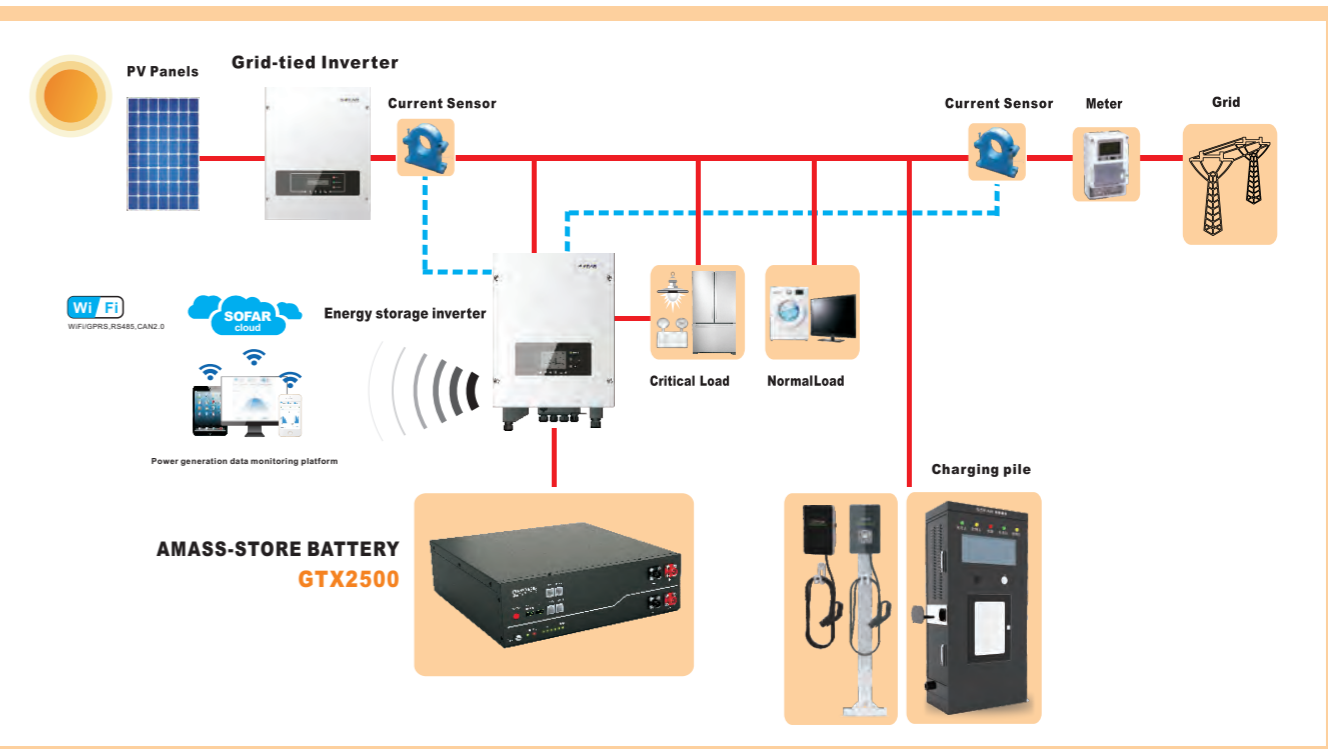 PV Panels
Grid-tied Inverter
Current Sensor
Current Sensor
Meter
Grid
Wi Fi
WiFi/GPRS,RS485,CAN2.0
SOFAR
cloud
Energy storage inverter
Critical Load
NormalLoad
Power generation data monitoring platform
Charging pile
AMASS-STORE BATTERY
GTX2500